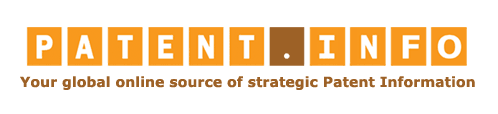 PATENT.INFO
Your global online source of strategic Patent Information